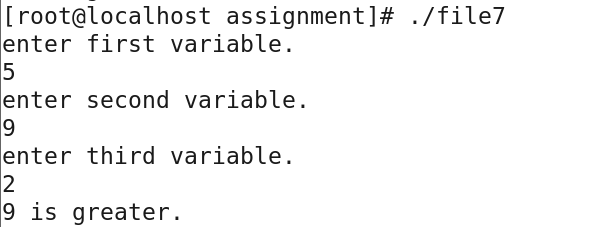 [root@localhost assignment]# ./file7
enter first variable.
5
enter second variable.
9
enter third variable.
2
9 is greater.